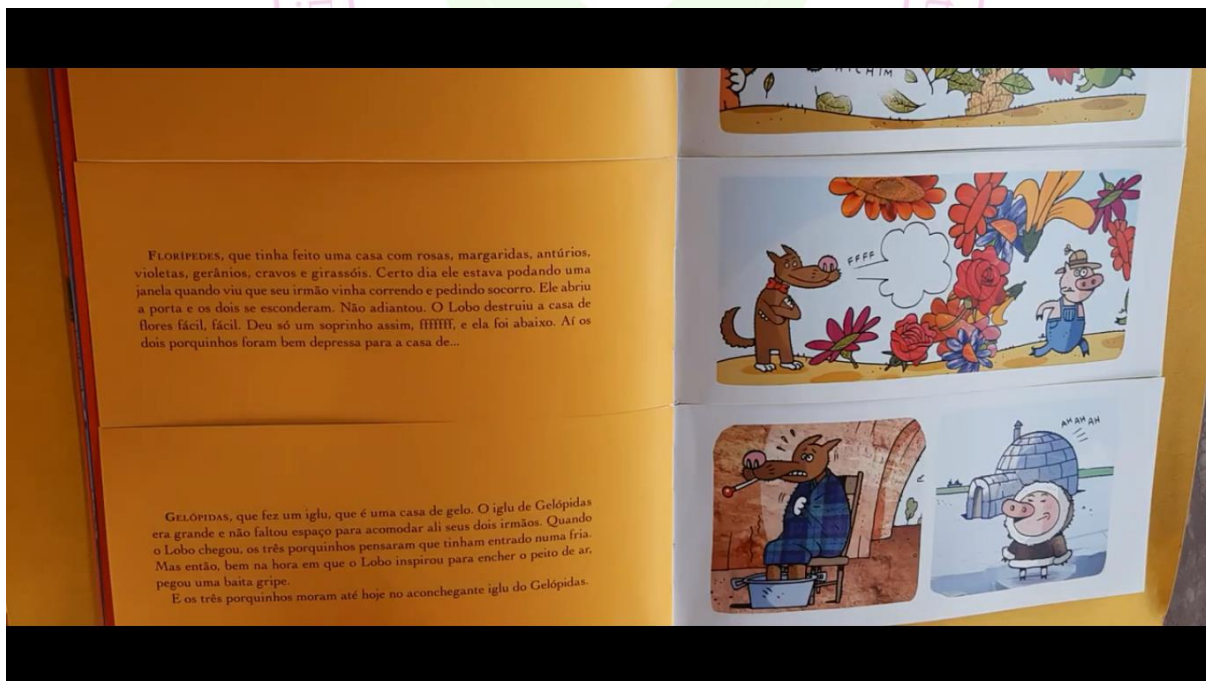 ATCHIM
FLORÍPEDES, que tinha feito uma casa com rosas, margaridas, antúrios,
violetas, gerânios, cravos e girassóis. Certo dia ele estava podando uma
janela quando viu que seu irmão vinha correndo e pedindo socorro. Ele abriu
a porta e os dois se esconderam. Não adiantou. O Lobo destruiu a casa de
flores fácil, fácil. Deu só um soprinho assim, fffffff, e ela foi abaixo. Aí os
dois porquinhos foram bem depressa para a casa de...
FFFF
GELÓPIDAS, que fez um iglu, que é uma casa de gelo. O iglu de Gelópidas
era grande e não faltou espaço para acomodar ali seus dois irmãos. Quando
o Lobo chegou, os três porquinhos pensaram que tinham entrado numa fria.
Mas então, bem na hora em que o Lobo inspirou para encher o peito de ar,
pegou uma baita gripe.
E os três porquinhos moram até hoje no aconchegante iglu do Gelópidas.
AH AH AH